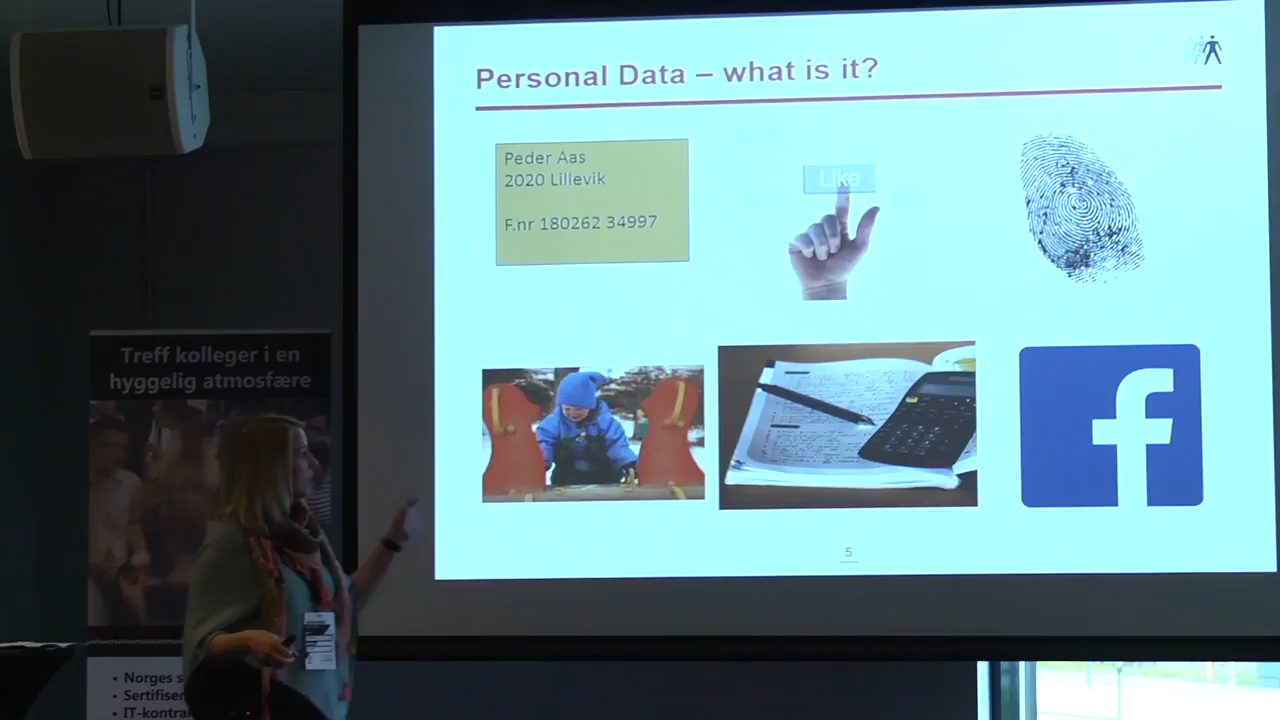 Personal Data – what is it?
Peder Aas
2020 Lillevik
F.nr 180262 34997
Like
f
5
Treff kolleger i en
hyggelig atmosfære
• Norges
• Sertifiser
• IT-kontra